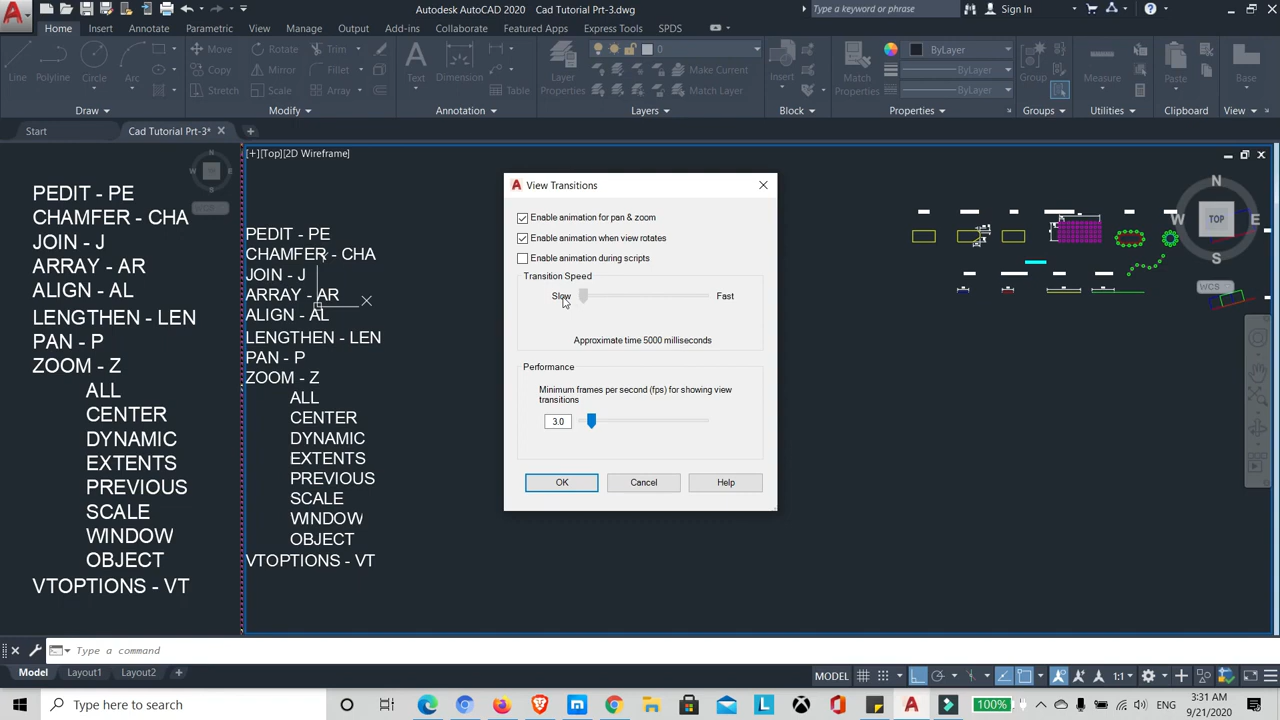 Autodesk AutoCAD 2020 Cad Tutorial Prt-3.dwg
Type a keyword or phrase
Sign In
Home Insert Annotate Parametric View Manage Output Add-ins Collaborate Express Tools Featured Apps SPDS
Line Polyline Circle Arc
Move Rotate Trim
Copy Mirror Fillet
Stretch Scale Array
Text Dimension Table
Layer Properties
0
Make Current
Match Layer
Insert
Match Properties
ByLayer
ByLayer
ByLayer
Group Measure Paste Base
Draw Modify Annotation Layers Block Properties Groups Utilities Clipboard View
Start Cad Tutorial Prt-3*
[+][Top][2D Wireframe]
PEDIT - PE
CHAMFER - CHA
JOIN - J
ARRAY - AR
ALIGN - AL
LENGTHEN - LEN
PAN - P
ZOOM - Z
ALL
CENTER
DYNAMIC
EXTENTS
PREVIOUS
SCALE
WINDOW
OBJECT
VTOPTIONS - VT
PEDIT - PE
CHAMFER - CHA
JOIN - J
ARRAY - AR
ALIGN - AL
LENGTHEN - LEN
PAN - P
ZOOM - Z
ALL
CENTER
DYNAMIC
EXTENTS
PREVIOUS
SCALE
WINDOW
OBJECT
VTOPTIONS - VT
View Transitions
Enable animation for pan & zoom
Enable animation when view rotates
Enable animation during scripts
Transition Speed
Slow Fast
Approximate time 5000 milliseconds
Performance
Minimum frames per second (fps) for showing view
transitions
3.0
OK Cancel Help
N
W TOP E
S
WCS
Type a command
Model Layout1 Layout2
MODEL 1:1
Type here to search
100%
ENG
3:31 AM
9/21/2020